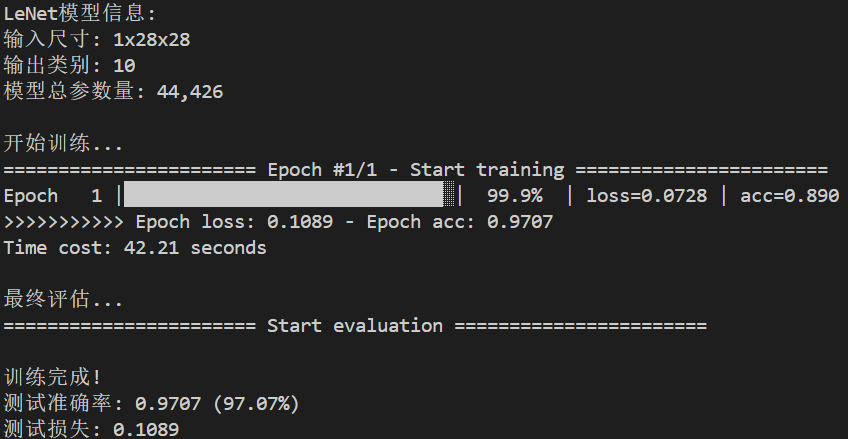 LeNet模型信息:
输入尺寸: 1x28x28
输出类别: 10
模型总参数量: 44,426
开始训练...
======================= Epoch #1/1 - Start training =======================
Epoch   1 |                              |  99.9%  | loss=0.0728 | acc=0.890
>>>>>>>>>>> Epoch loss: 0.1089 - Epoch acc: 0.9707
Time cost: 42.21 seconds
最终评估...
======================= Start evaluation =======================
训练完成!
测试准确率: 0.9707 (97.07%)
测试损失: 0.1089